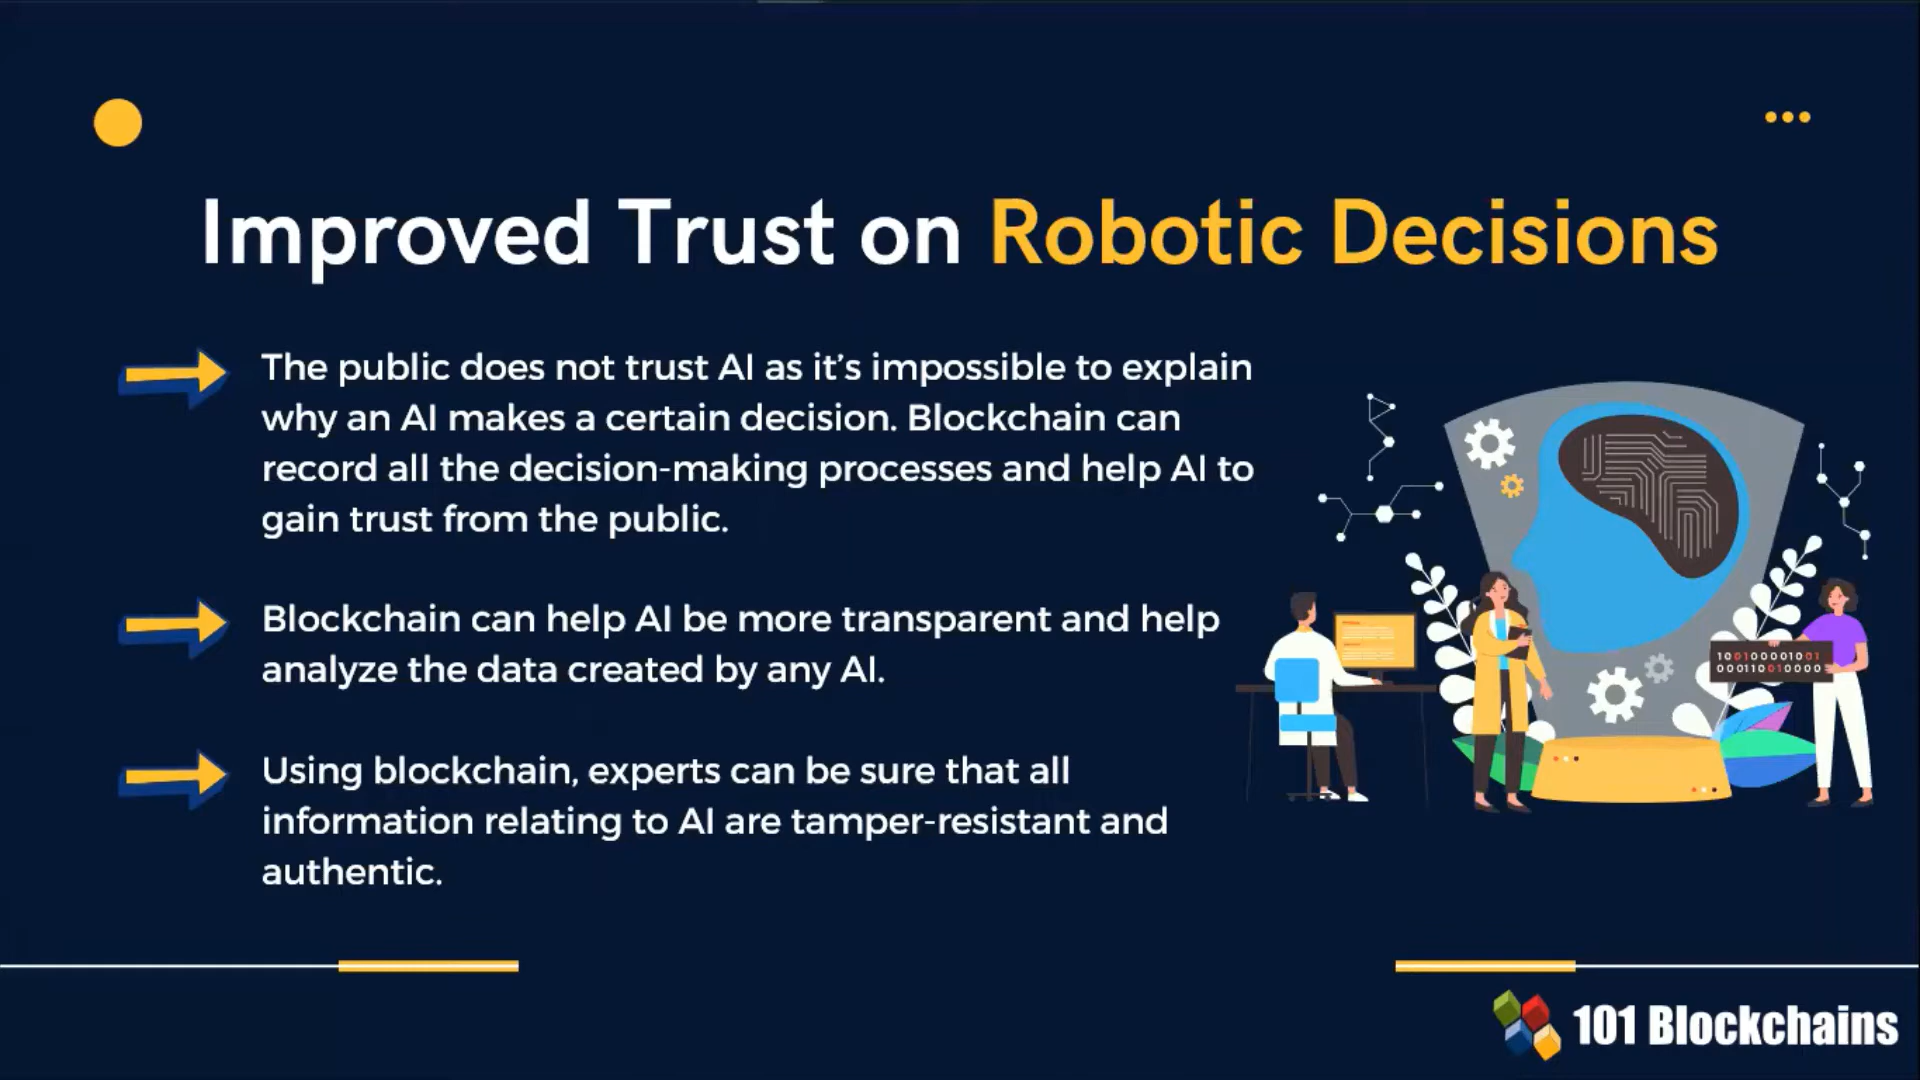 Improved Trust on Robotic Decisions
The public does not trust AI as it's impossible to explain
why an AI makes a certain decision. Blockchain can
record all the decision-making processes and help AI to
gain trust from the public.
Blockchain can help AI be more transparent and help
analyze the data created by any AI.
Using blockchain, experts can be sure that all
information relating to AI are tamper-resistant and
authentic.
100100001001
000110010000
101 Blockchains